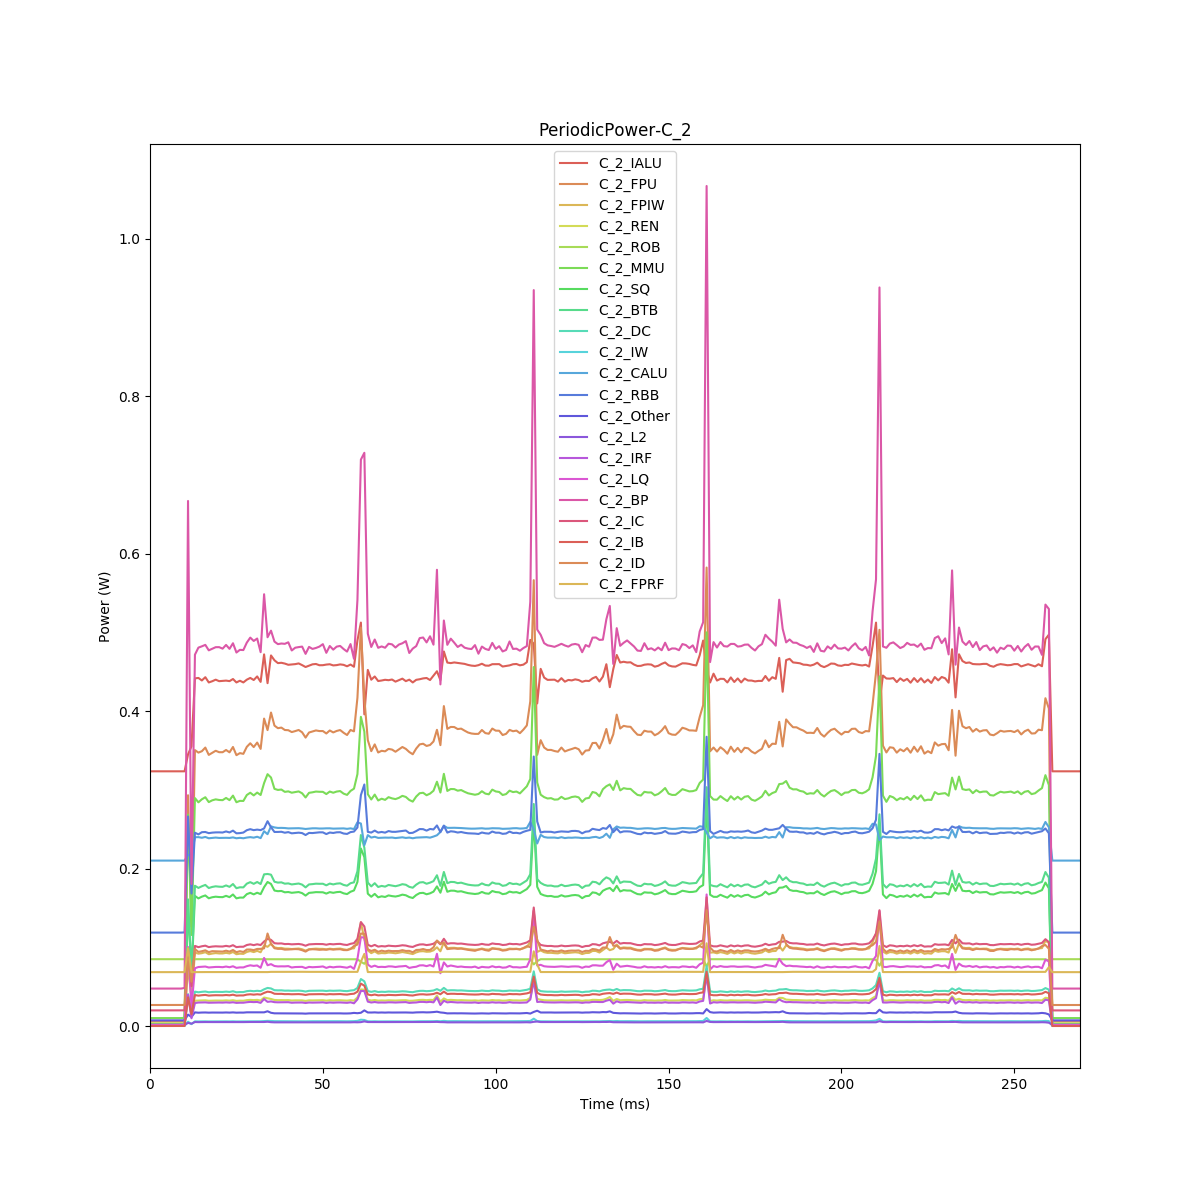 PeriodicPower-C_2
C_2_IALU
C_2_FPU
C_2_FPIW
C_2_REN
C_2_ROB
C_2_MMU
C_2_SQ
C_2_BTB
C_2_DC
C_2_IW
C_2_CALU
C_2_RBB
C_2_Other
C_2_L2
C_2_IRF
C_2_LQ
C_2_BP
C_2_IC
C_2_IB
C_2_ID
C_2_FPRF
1.0
0.8
0.6
0.4
0.2
0.0
Power (W)
0 50 100 150 200 250
Time (ms)